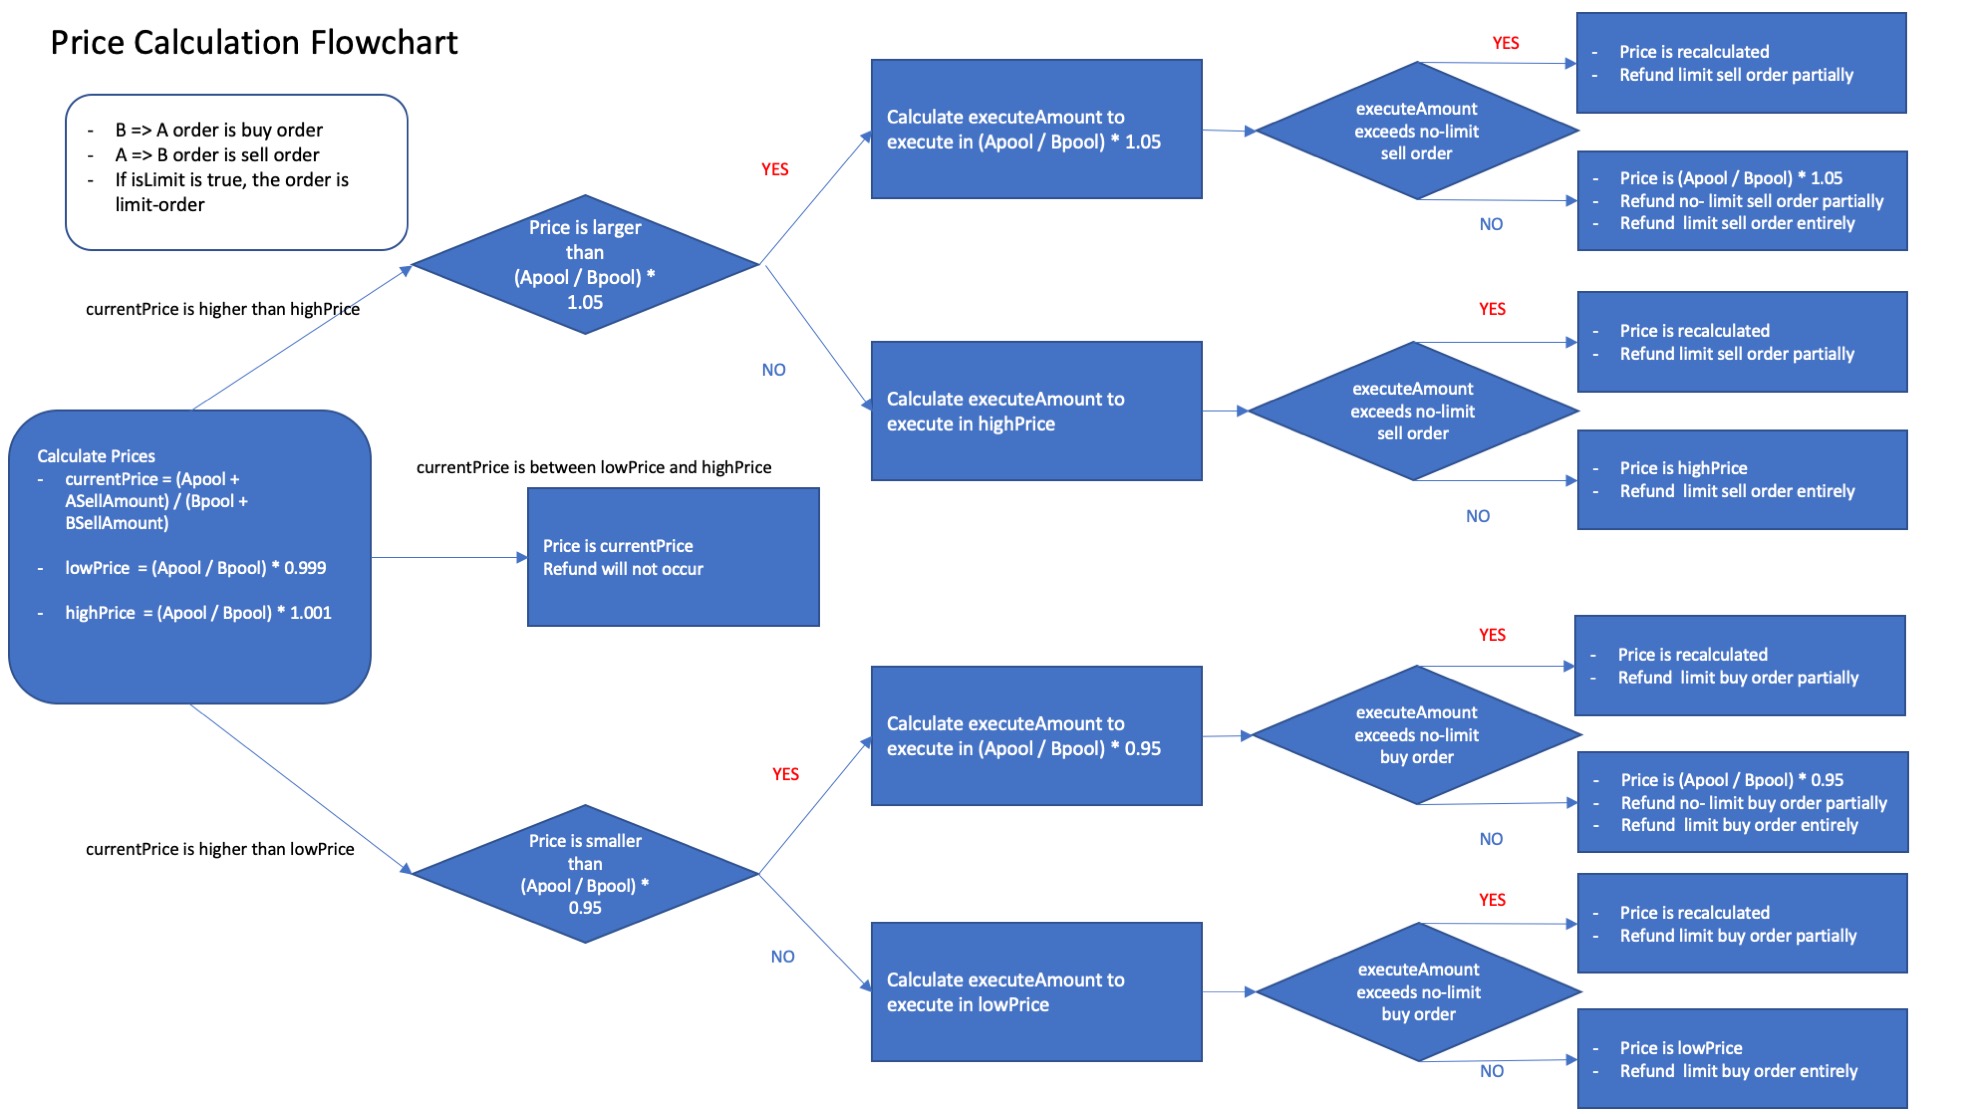 Price Calculation Flowchart
- B => A order is buy order
- A => B order is sell order
- If isLimit is true, the order is
limit-order
currentPrice is higher than highPrice
Calculate Prices
- currentPrice = (Apool +
ASellAmount) / (Bpool +
BSellAmount)
- lowPrice = (Apool / Bpool) * 0.999
- highPrice = (Apool / Bpool) * 1.001
currentPrice is higher than lowPrice
Price is larger
than
(Apool / Bpool) *
1.05
YES
NO
currentPrice is between lowPrice and highPrice
Price is currentPrice
Refund will not occur
Price is smaller
than
(Apool / Bpool) *
0.95
YES
NO
Calculate executeAmount to
execute in (Apool / Bpool) * 1.05
executeAmount
exceeds no-limit
sell order
YES
- Price is recalculated
- Refund limit sell order partially
NO
- Price is (Apool / Bpool) * 1.05
- Refund no- limit sell order partially
- Refund limit sell order entirely
Calculate executeAmount to
execute in highPrice
executeAmount
exceeds no-limit
sell order
YES
- Price is recalculated
- Refund limit sell order partially
NO
- Price is highPrice
- Refund limit sell order entirely
Calculate executeAmount to
execute in (Apool / Bpool) * 0.95
executeAmount
exceeds no-limit
buy order
YES
- Price is recalculated
- Refund limit buy order partially
NO
- Price is (Apool / Bpool) * 0.95
- Refund no- limit buy order partially
- Refund limit buy order entirely
Calculate executeAmount to
execute in lowPrice
executeAmount
exceeds no-limit
buy order
YES
- Price is recalculated
- Refund limit buy order partially
NO
- Price is lowPrice
- Refund limit buy order entirely